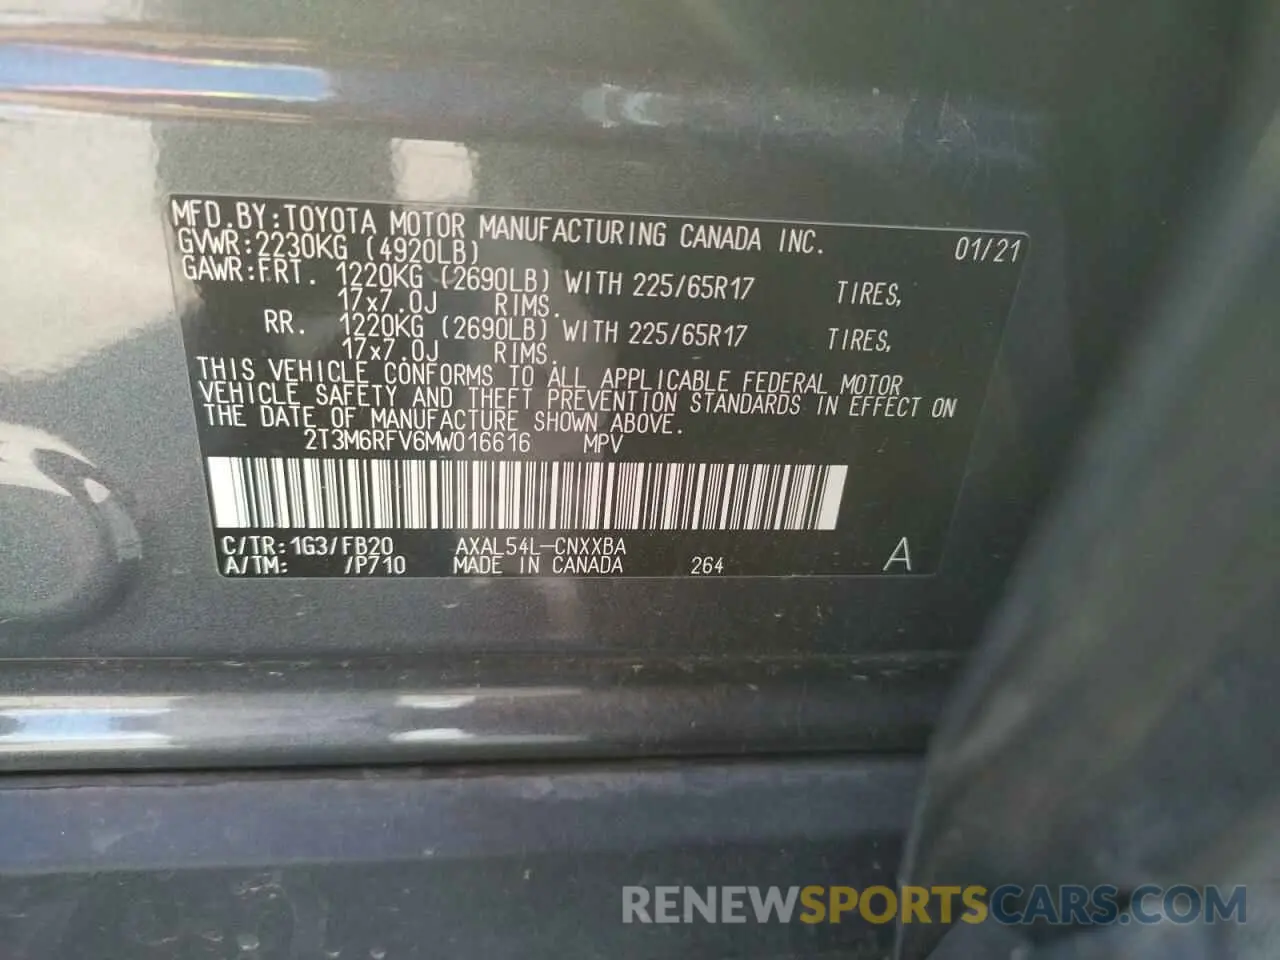 MFD.BY:TOYOTA MOTOR MANUFACTURING CANADA INC. 01/21
GVWR:2230KG (4920LB)
GAWR:FRT. 1220KG (2690LB) WITH 225/65R17 TIRES,
17x7.0J RIMS.
RR. 1220KG (2690LB) WITH 225/65R17 TIRES,
17x7.0J RIMS.
THIS VEHICLE CONFORMS TO ALL APPLICABLE FEDERAL MOTOR
VEHICLE SAFETY AND THEFT PREVENTION STANDARDS IN EFFECT ON
THE DATE OF MANUFACTURE SHOWN ABOVE.
2T3M6RFV6MW016616 MPV
C/TR:1G3/FB20 AXAL54L-CNXXBA
A/TM: /P710 MADE IN CANADA 264 A
RENEWSPORTSCARS.COM